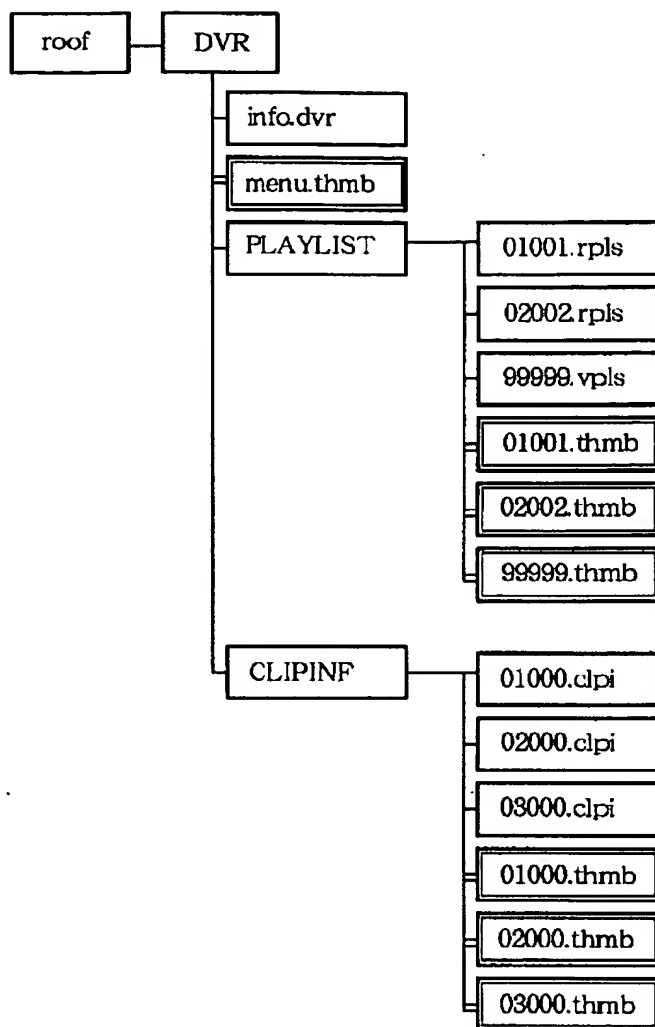 roof DVR
info.dvr
menu.thmb
PLAYLIST
01001.rpls
02002.rpls
99999.vpls
01001.thmb
02002.thmb
99999.thmb
CLIPINF
01000.clpi
02000.clpi
03000.clpi
01000.thmb
02000.thmb
03000.thmb